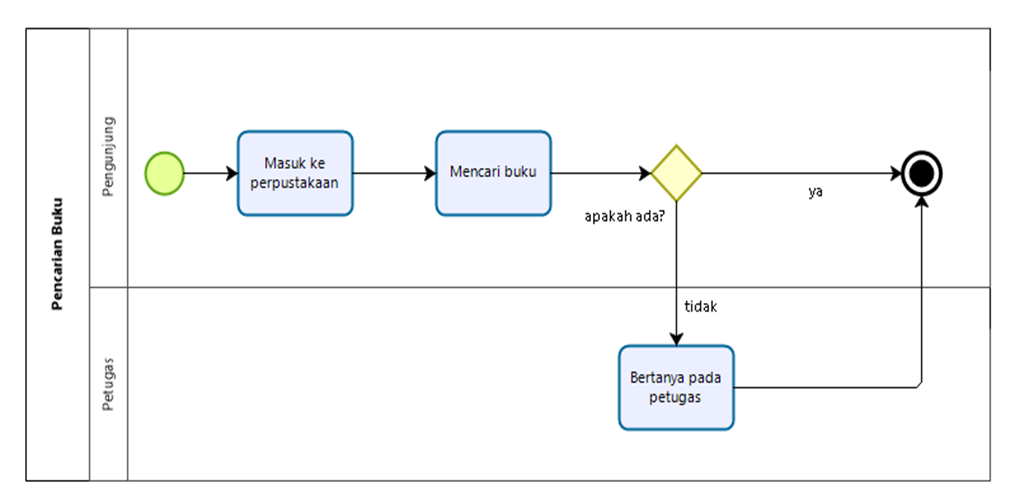 Pencarian Buku
Pengunjung
Masuk ke
perpustakaan
Mencari buku
apakah ada?
ya
tidak
Petugas
Bertanya pada
petugas